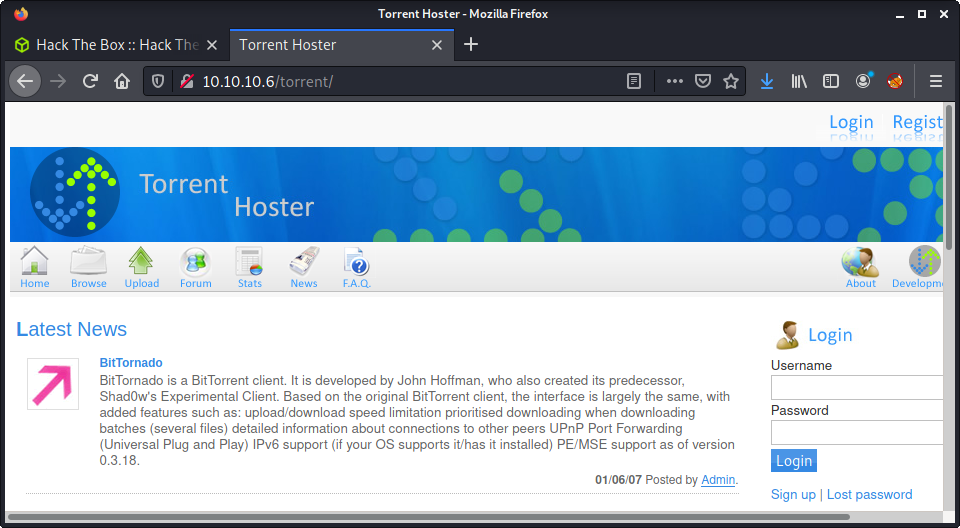 Torrent Hoster - Mozilla Firefox
Hack The Box :: Hack The
Torrent Hoster
10.10.10.6/torrent/
Login Regist
Torrent
Hoster
Home Browse Upload Forum Stats News F.A.Q. About Developm
Latest News
BitTornado
BitTornado is a BitTorrent client. It is developed by John Hoffman, who also created its predecessor,
Shad0w's Experimental Client. Based on the original BitTorrent client, the interface is largely the same, with
added features such as: upload/download speed limitation prioritised downloading when downloading
batches (several files) detailed information about connections to other peers UPnP Port Forwarding
(Universal Plug and Play) IPv6 support (if your OS supports it/has it installed) PE/MSE support as of version
0.3.18.
01/06/07 Posted by Admin.
Login
Username
Password
Login
Sign up | Lost password